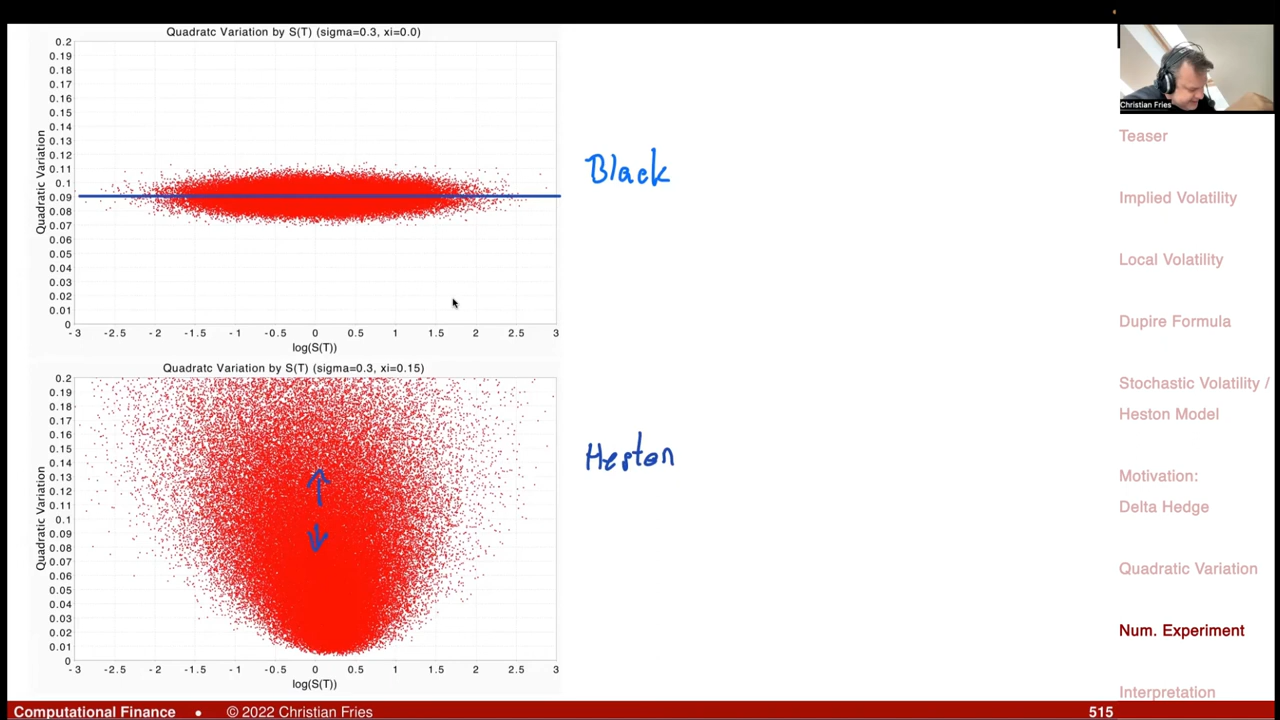 Quadratc Variation by S(T) (sigma=0.3, xi=0.0)
Quadratic Variation
0.2
0.19
0.18
0.17
0.16
0.15
0.14
0.13
0.12
0.11
0.1
0.09
0.08
0.07
0.06
0.05
0.04
0.03
0.02
0.01
0
-3 -2.5 -2 -1.5 -1 -0.5 0 0.5 1 1.5 2 2.5 3
log(S(T))
Black
Quadratc Variation by S(T) (sigma=0.3, xi=0.15)
Quadratic Variation
0.2
0.19
0.18
0.17
0.16
0.15
0.14
0.13
0.12
0.11
0.1
0.09
0.08
0.07
0.06
0.05
0.04
0.03
0.02
0.01
0
-3 -2.5 -2 -1.5 -1 -0.5 0 0.5 1 1.5 2 2.5 3
log(S(T))
Heston
Christian Fries
Teaser
Implied Volatility
Local Volatility
Dupire Formula
Stochastic Volatility /
Heston Model
Motivation:
Delta Hedge
Quadratic Variation
Num. Experiment
Interpretation
Computational Finance • © 2022 Christian Fries 515